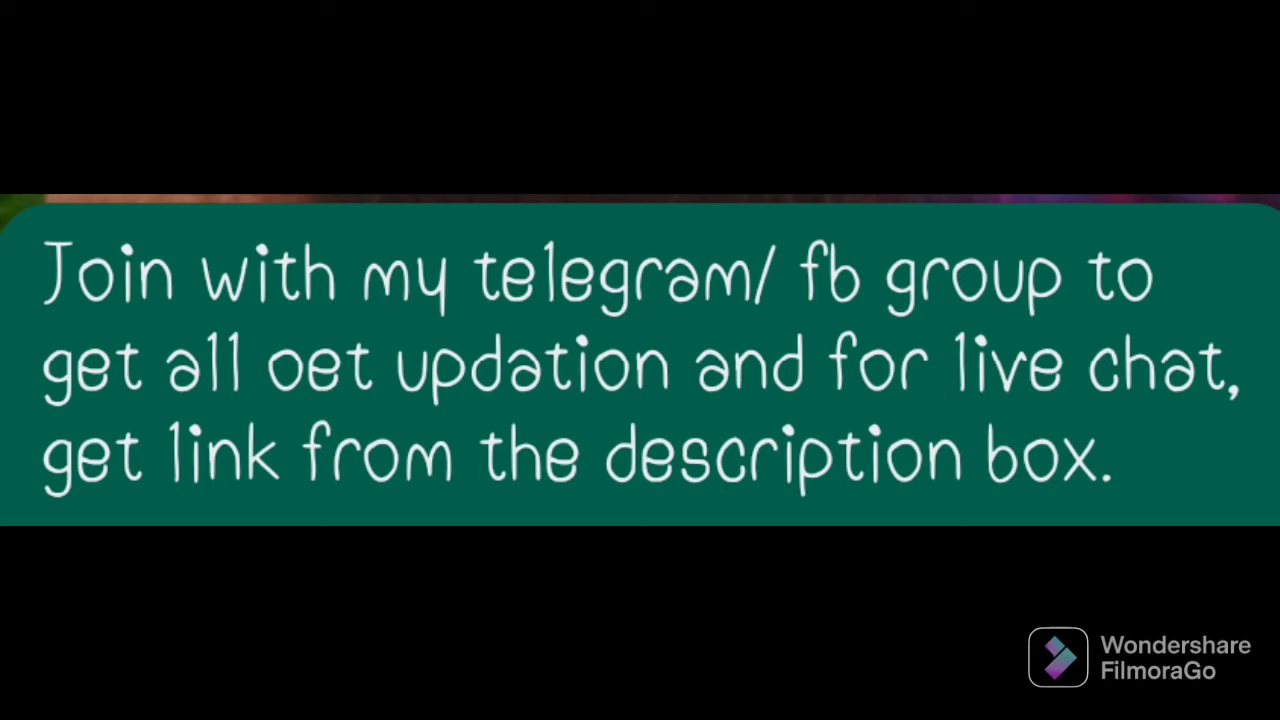 Join with my telegram/ fb group to
get all oet updation and for live chat,
get link from the description box.
Wondershare
FilmoraGo